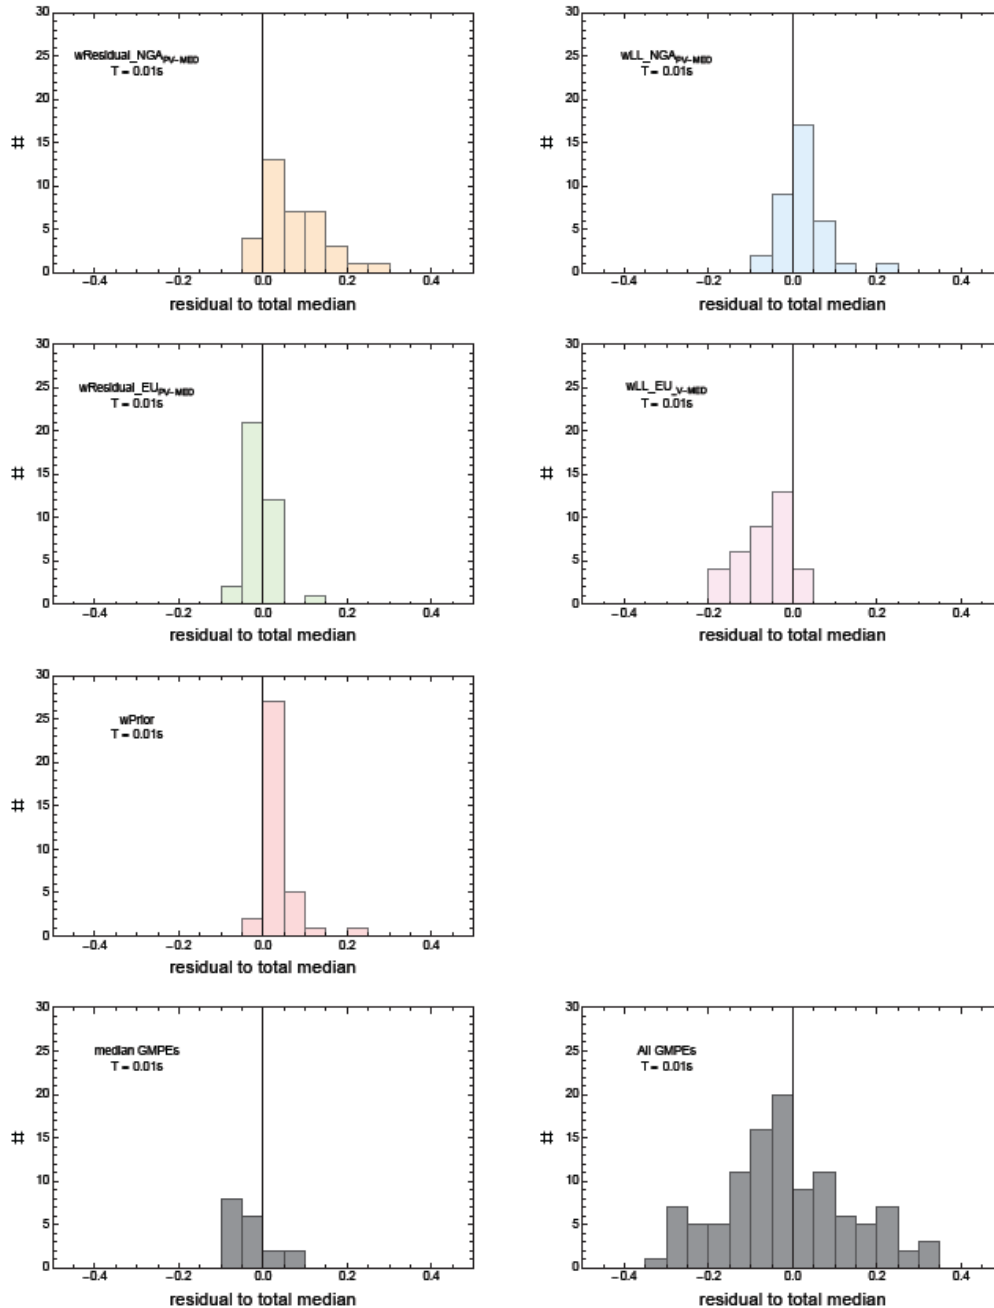 30
25
20
15
10
5
0
#
wResidual_NGAPV-MED
T = 0.01s
-0.4 -0.2 0.0 0.2 0.4
residual to total median
30
25
20
15
10
5
0
#
wLL_NGAPV-MED
T = 0.01s
-0.4 -0.2 0.0 0.2 0.4
residual to total median
30
25
20
15
10
5
0
#
wResidual_EUPV-MED
T = 0.01s
-0.4 -0.2 0.0 0.2 0.4
residual to total median
30
25
20
15
10
5
0
#
wLL_EU_V-MED
T = 0.01s
-0.4 -0.2 0.0 0.2 0.4
residual to total median
30
25
20
15
10
5
0
#
wPrior
T = 0.01s
-0.4 -0.2 0.0 0.2 0.4
residual to total median
30
25
20
15
10
5
0
#
median GMPEs
T = 0.01s
-0.4 -0.2 0.0 0.2 0.4
residual to total median
30
25
20
15
10
5
0
#
All GMPEs
T = 0.01s
-0.4 -0.2 0.0 0.2 0.4
residual to total median